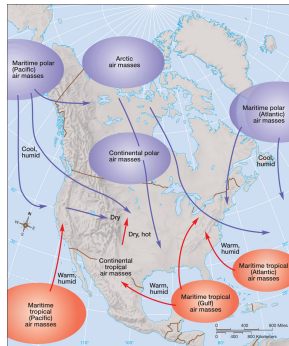 Arctic
air masses
Maritime polar
(Pacific)
air masses
Maritime polar
(Atlantic)
air masses
Continental polar
air masses
Cool,
humid
Cool,
humid
Dry
Dry, hot
Continental
tropical
air masses
Warm,
humid
Warm,
humid
Warm,
humid
Maritime
tropical
(Pacific)
air masses
Maritime tropical
(Gulf)
air masses
Maritime tropical
(Atlantic)
air masses
0 400 800 Miles
0 400 800 Kilometers